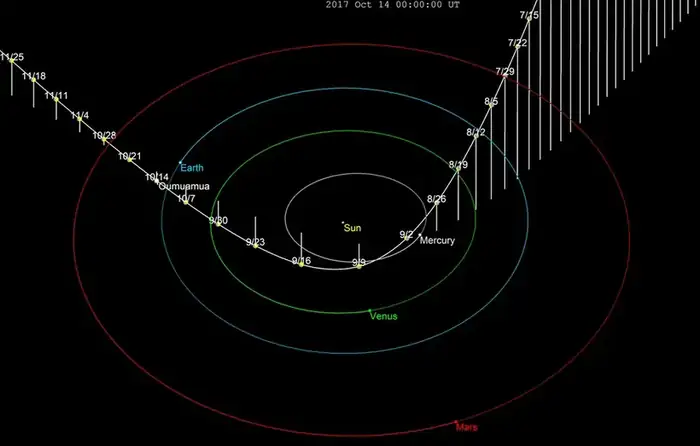 2017 Oct 14 00:00:00 UT
7/15
7/22
11/25
11/18
7/29
11/11
8/5
11/4
10/28
8/12
10/21
8/19
Earth
10/14
Oumuamua
10/7
8/26
9/30
Sun
9/2
Mercury
9/23
9/16
9/9
Venus
Mars